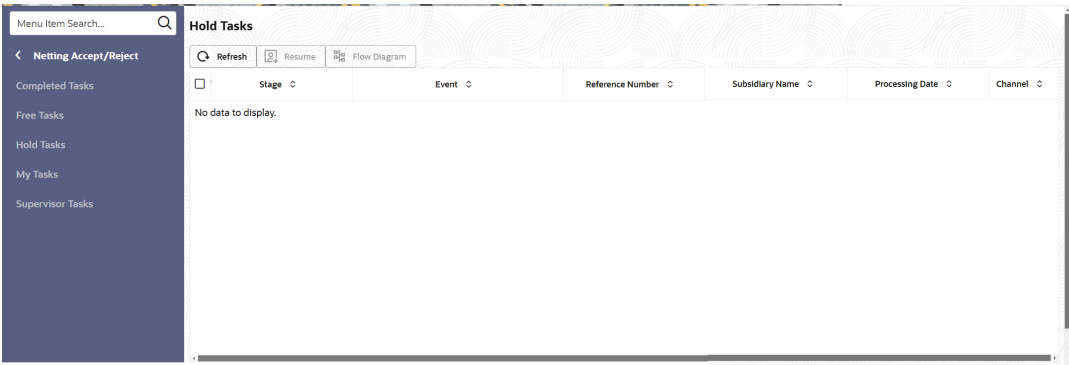 Menu Item Search...
Netting Accept/Reject
Completed Tasks
Free Tasks
Hold Tasks
My Tasks
Supervisor Tasks
Hold Tasks
Refresh Resume Flow Diagram
Stage Event Reference Number Subsidiary Name Processing Date Channel
No data to display.